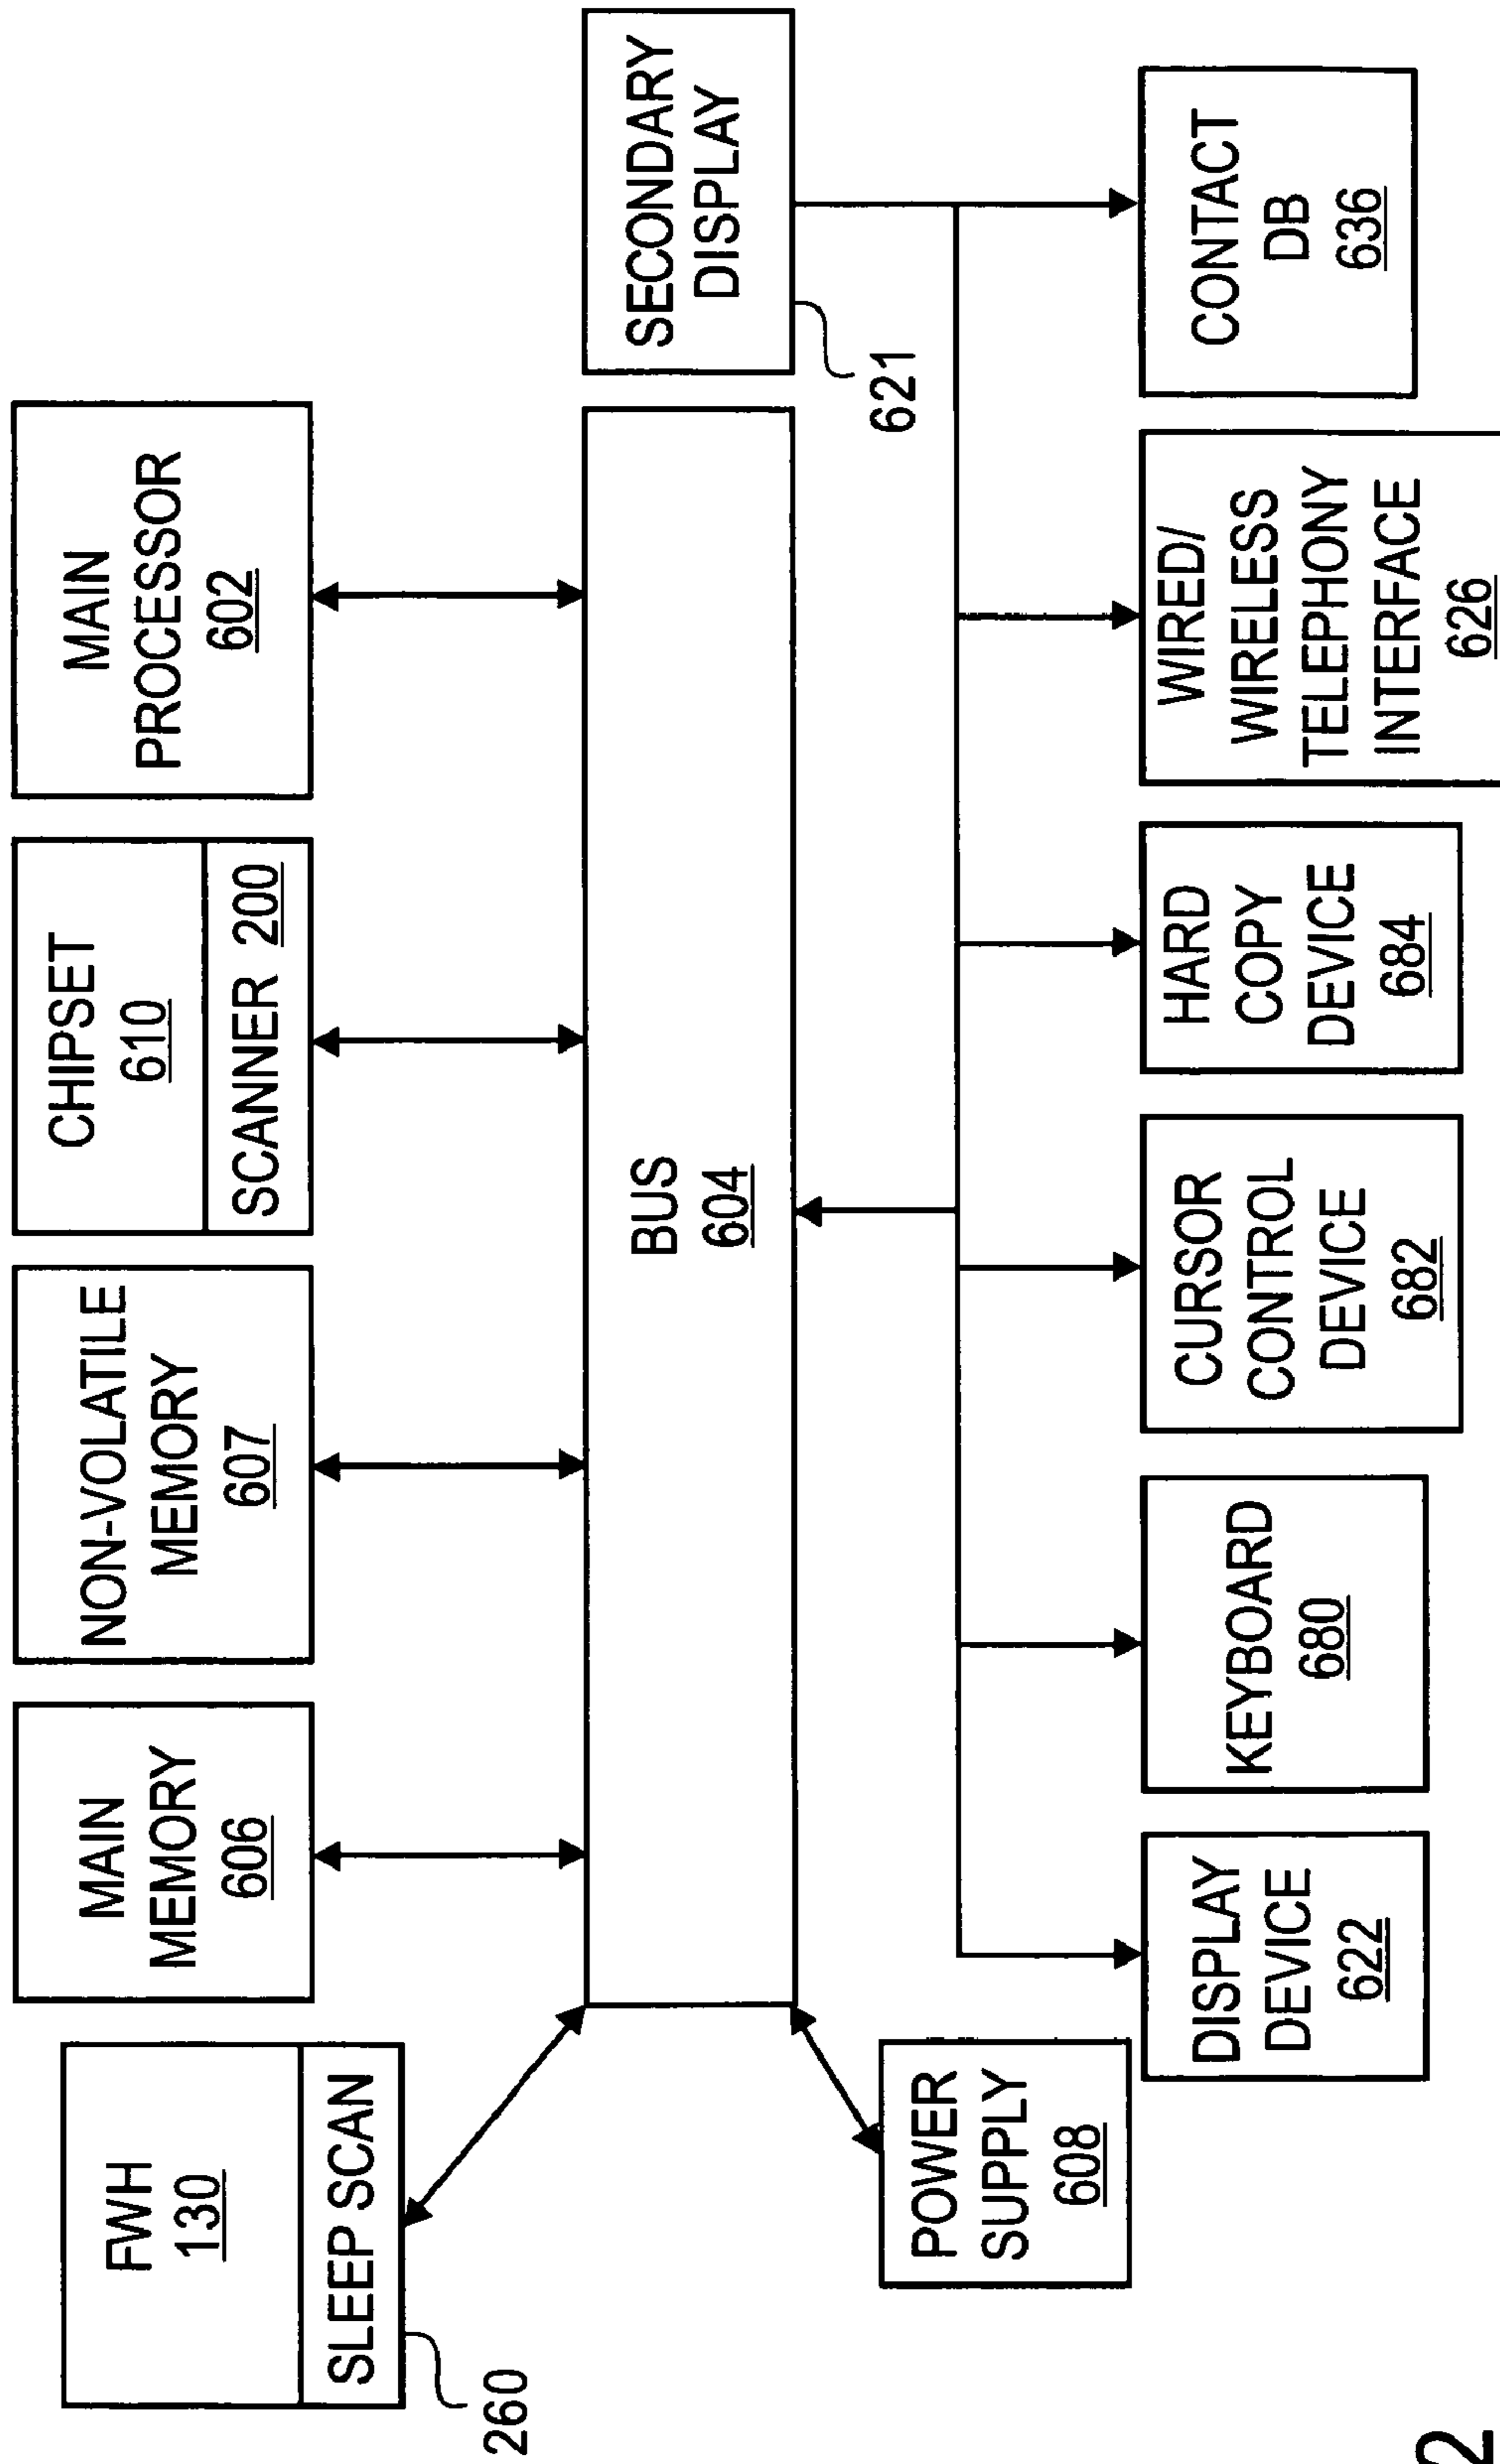 FWH
130
SLEEP SCAN
260
MAIN
MEMORY
606
NON-VOLATILE
MEMORY
607
CHIPSET
610
SCANNER 200
MAIN
PROCESSOR
602
BUS
604
SECONDARY
DISPLAY
621
POWER
SUPPLY
608
DISPLAY
DEVICE
622
KEYBOARD
680
CURSOR
CONTROL
DEVICE
682
HARD
COPY
DEVICE
684
WIRED/
WIRELESS
TELEPHONY
INTERFACE
626
CONTACT
DB
636
2